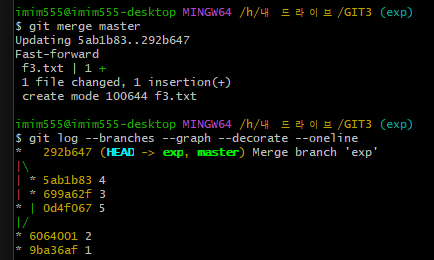 imim555@imim555-desktop MINGW64 /h/내 드라이브/GIT3 (exp)
$ git merge master
Updating 5ab1b83..292b647
Fast-forward
 f3.txt | 1 +
 1 file changed, 1 insertion(+)
 create mode 100644 f3.txt

imim555@imim555-desktop MINGW64 /h/내 드라이브/GIT3 (exp)
$ git log --branches --graph --decorate --oneline
*   292b647 (HEAD -> exp, master) Merge branch 'exp'
|\
| * 5ab1b83 4
| * 699a62f 3
* | 0d4f067 5
|/
* 6064001 2
* 9ba36af 1